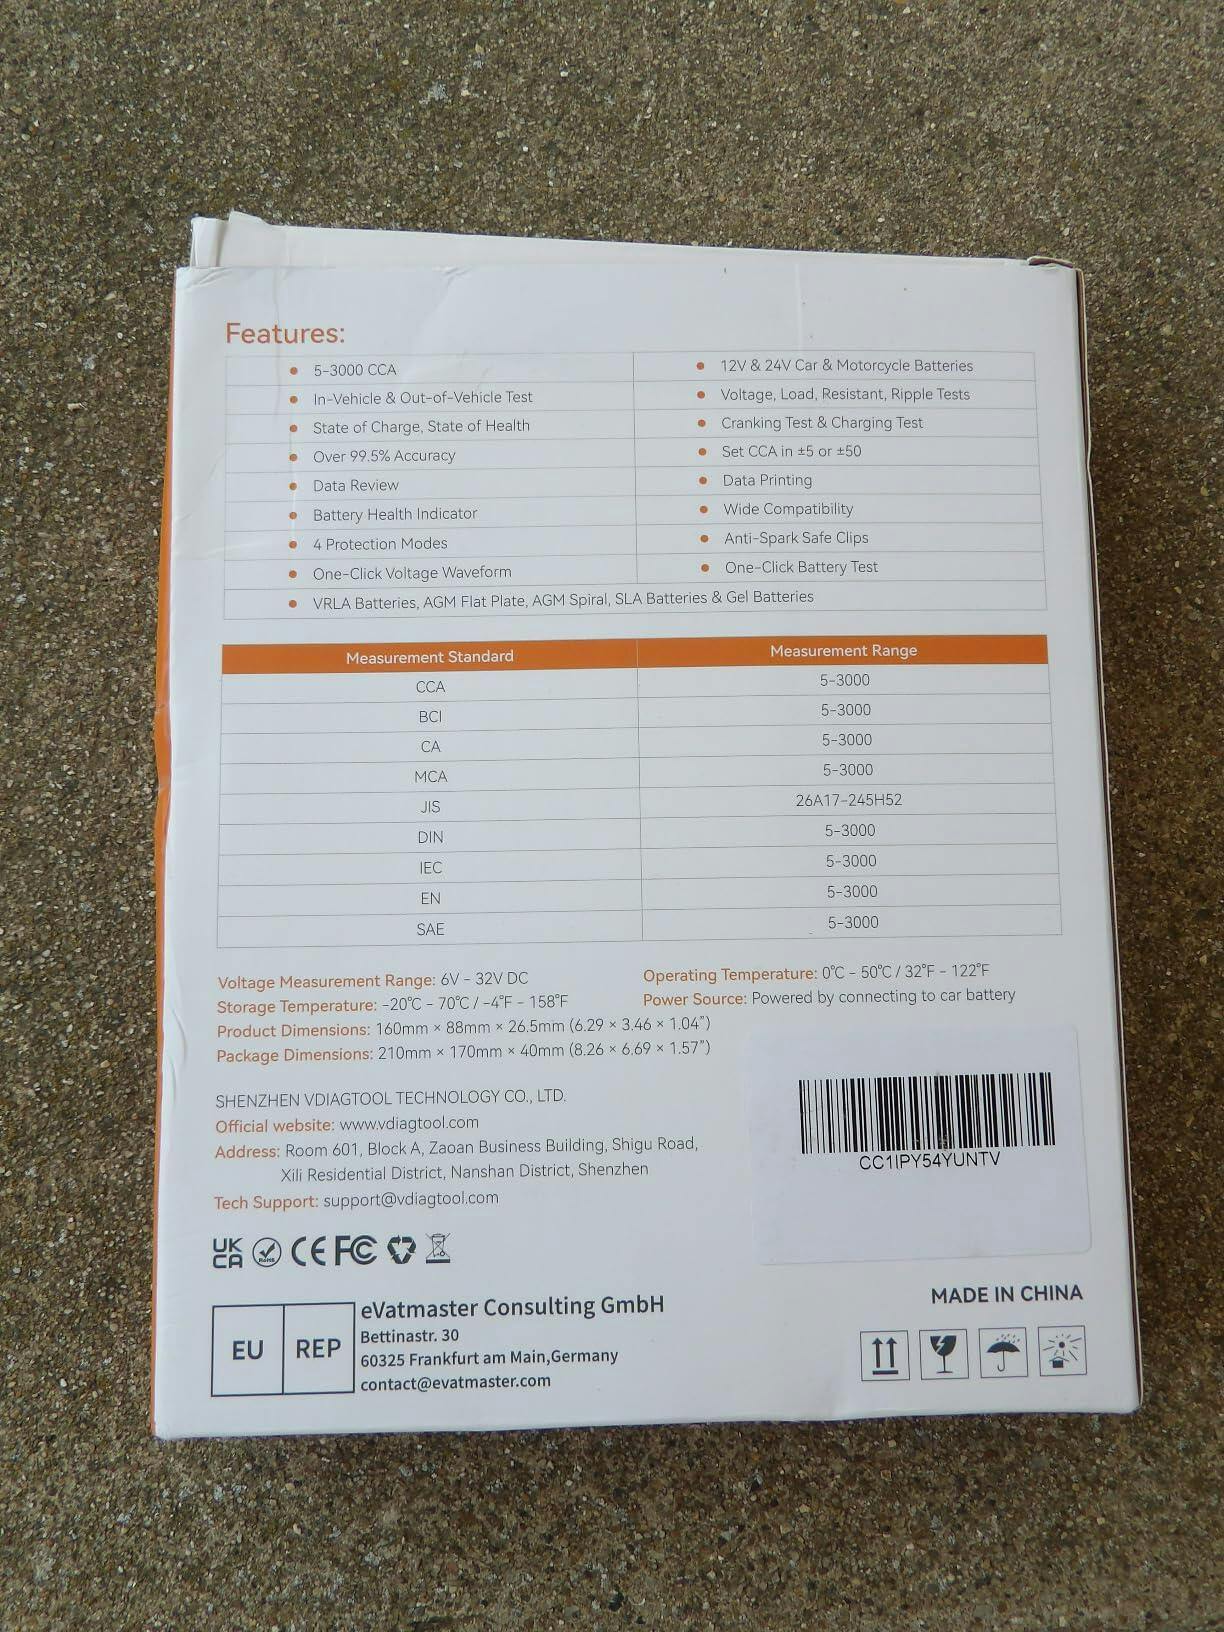 Features:
5-3000 CCA
12V & 24V Car & Motorcycle Batteries
In-Vehicle & Out-of-Vehicle Test
Voltage, Load, Resistant, Ripple Tests
State of Charge, State of Health
Cranking Test & Charging Test
Over 99.5% Accuracy
Set CCA in ±5 or ±50
Data Review
Data Printing
Battery Health Indicator
Wide Compatibility
4 Protection Modes
Anti-Spark Safe Clips
One-Click Voltage Waveform
One-Click Battery Test
VRLA Batteries, AGM Flat Plate, AGM Spiral, SLA Batteries & Gel Batteries
Measurement Standard Measurement Range
CCA 5-3000
BCI 5-3000
CA 5-3000
MCA 5-3000
JIS 26A17-245H52
DIN 5-3000
IEC 5-3000
EN 5-3000
SAE 5-3000
Voltage Measurement Range: 6V - 32V DC
Operating Temperature: 0°C - 50°C / 32°F - 122°F
Storage Temperature: -20°C - 70°C / -4°F - 158°F
Power Source: Powered by connecting to car battery
Product Dimensions: 160mm × 88mm × 26.5mm (6.29 × 3.46 × 1.04")
Package Dimensions: 210mm × 170mm × 40mm (8.26 × 6.69 × 1.57")
SHENZHEN VDIAGTOOL TECHNOLOGY CO., LTD.
Official website: www.vdiagtool.com
Address: Room 601, Block A, Zaoan Business Building, Shigu Road,
Xili Residential District, Nanshan District, Shenzhen
Tech Support: support@vdiagtool.com
CC1IPY54YUNTV
UK
CA
RoHS
CE FC
MADE IN CHINA
EU REP
eVatmaster Consulting GmbH
Bettinastr. 30
60325 Frankfurt am Main,Germany
contact@evatmaster.com